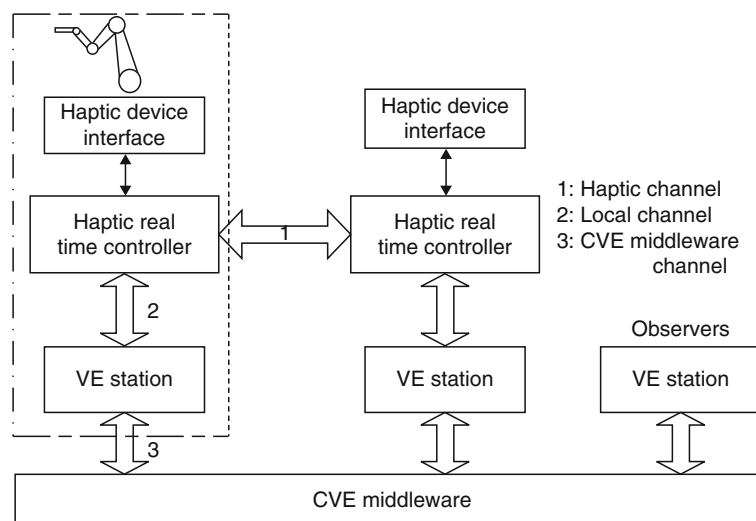 Haptic device
interface
Haptic device
interface
Haptic real
time controller
1
Haptic real
time controller
1: Haptic channel
2: Local channel
3: CVE middleware
channel
2
Observers
VE station
VE station
VE station
3
CVE middleware